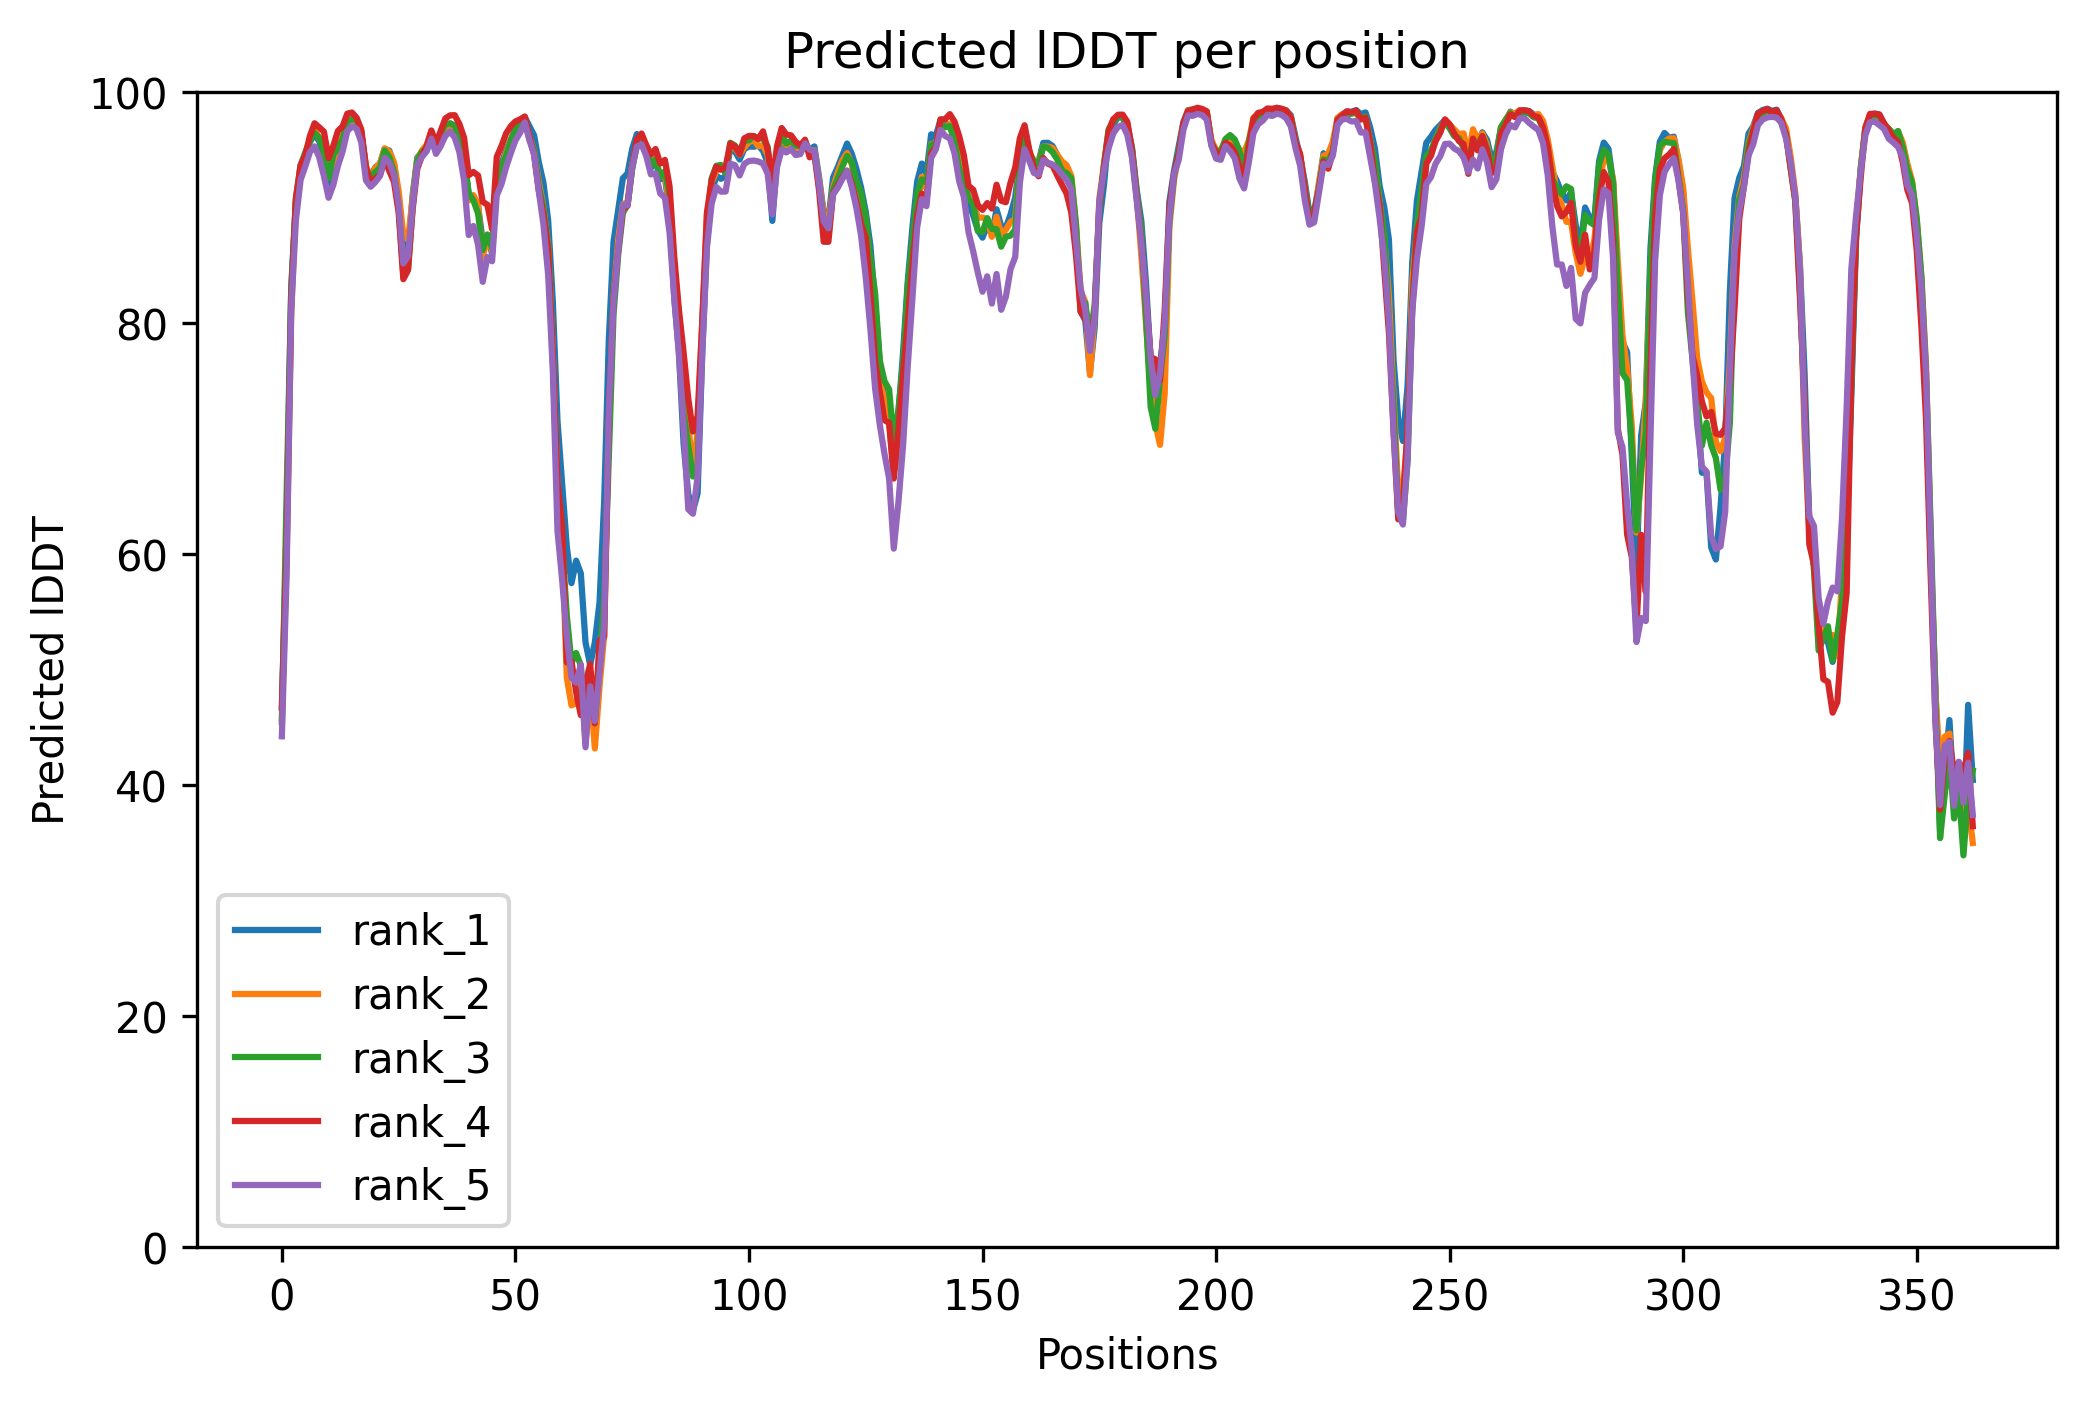 Predicted lDDT per position
Predicted lDDT
100
80
60
40
20
0
rank_1
rank_2
rank_3
rank_4
rank_5
0 50 100 150 200 250 300 350
Positions